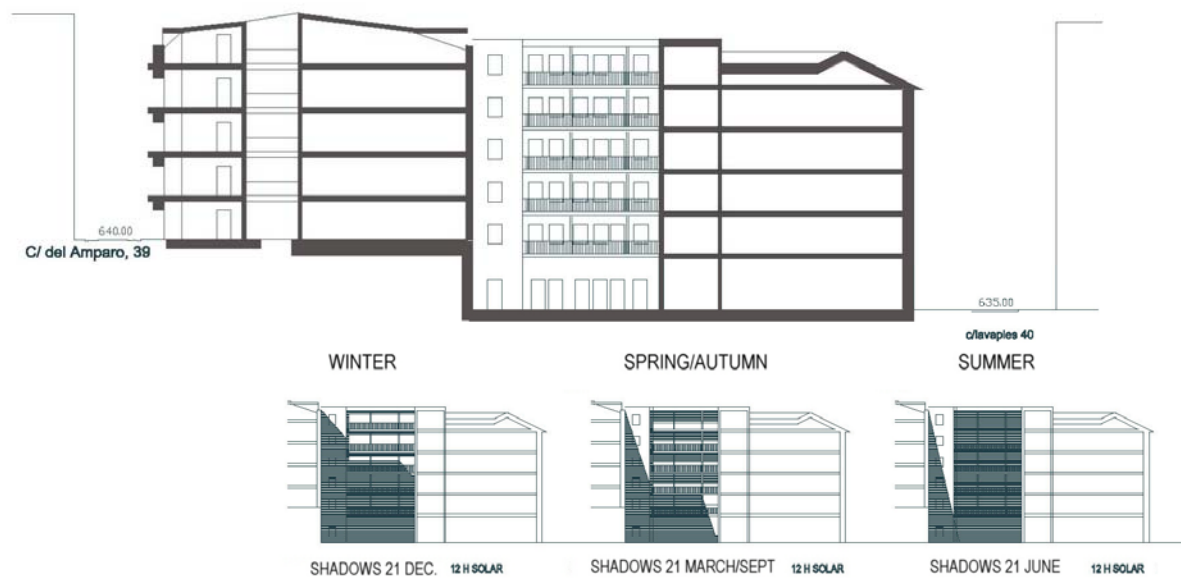 640.00
C/ del Amparo, 39
635.00
c/lavapies 40
WINTER SPRING/AUTUMN SUMMER
SHADOWS 21 DEC. 12 H SOLAR SHADOWS 21 MARCH/SEPT 12 H SOLAR SHADOWS 21 JUNE 12 H SOLAR